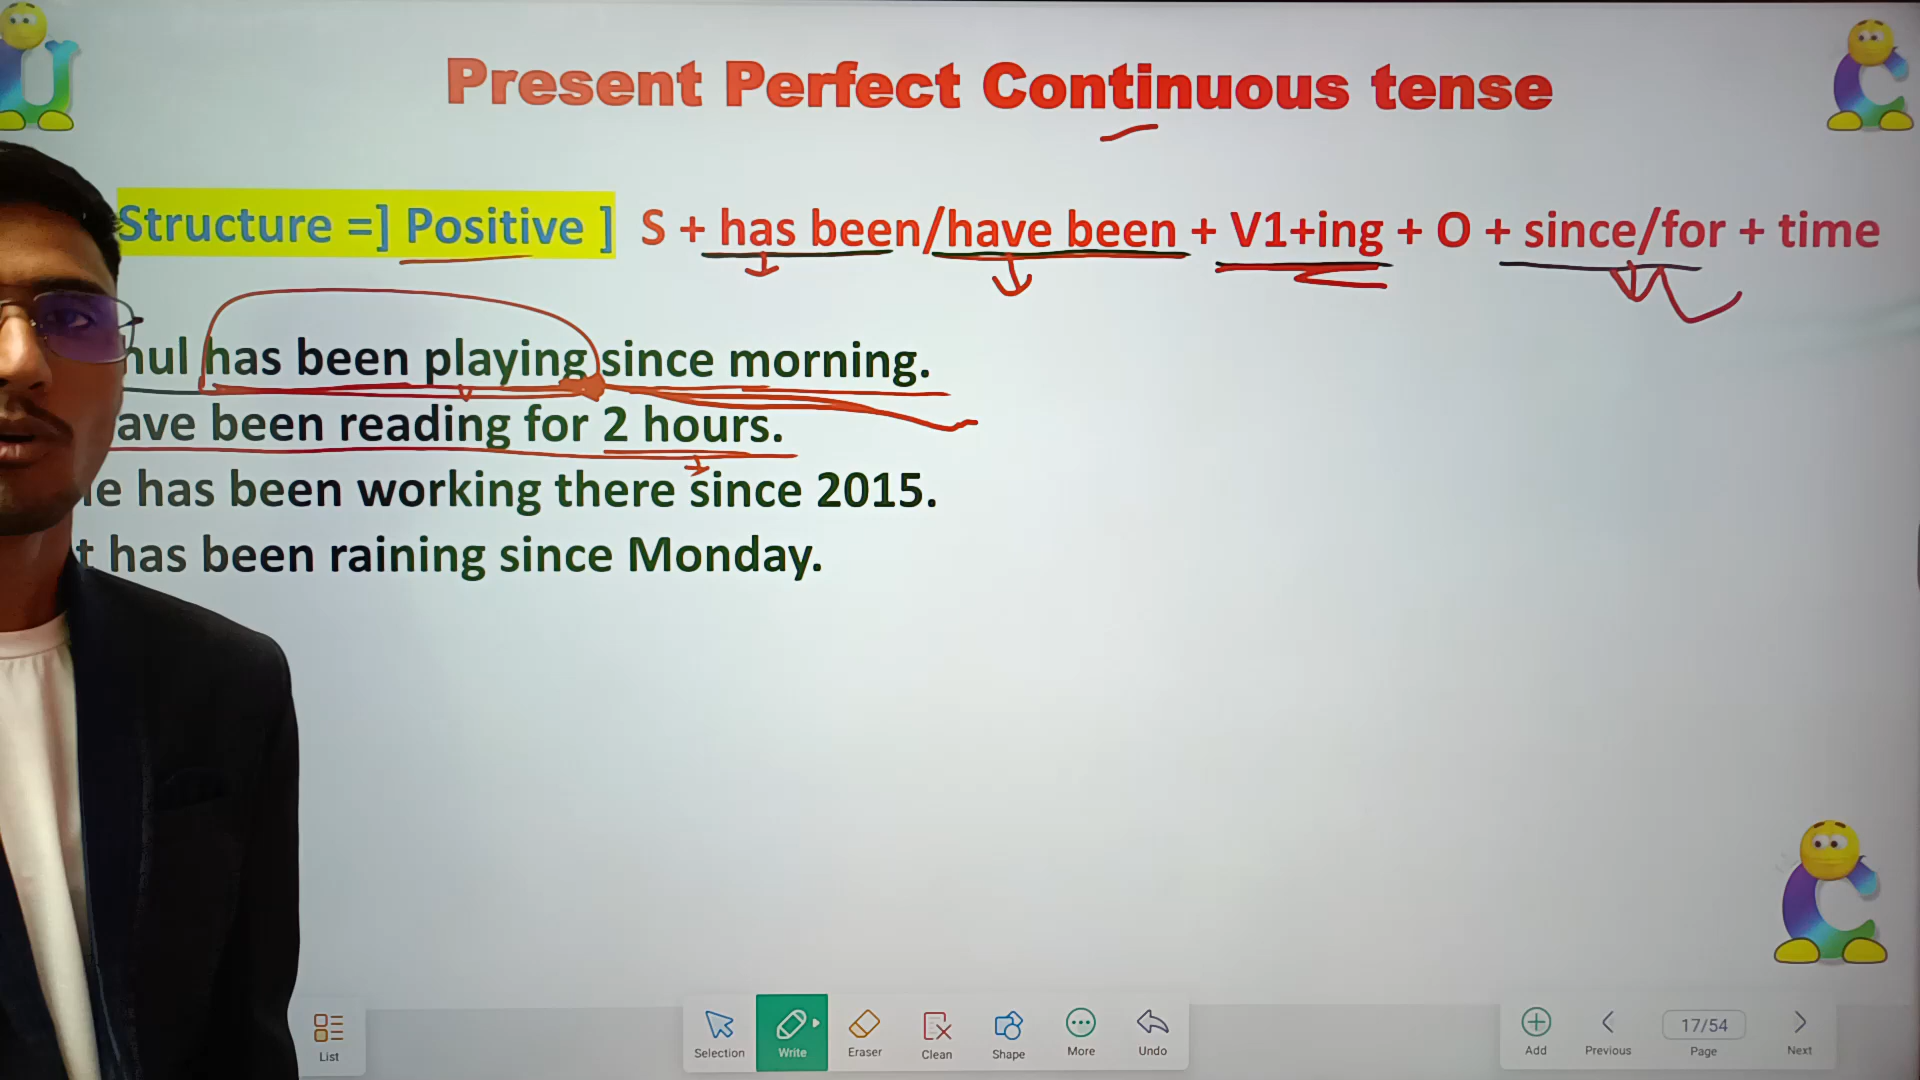 Present Perfect Continuous tense
Structure =] Positive ] S + has been/have been + V1+ing + O + since/for + time
hul has been playing since morning.
ave been reading for 2 hours.
e has been working there since 2015.
t has been raining since Monday.
List
Selection
Write
Eraser
Clean
Shape
More
Undo
Add
Previous
17/54
Page
Next